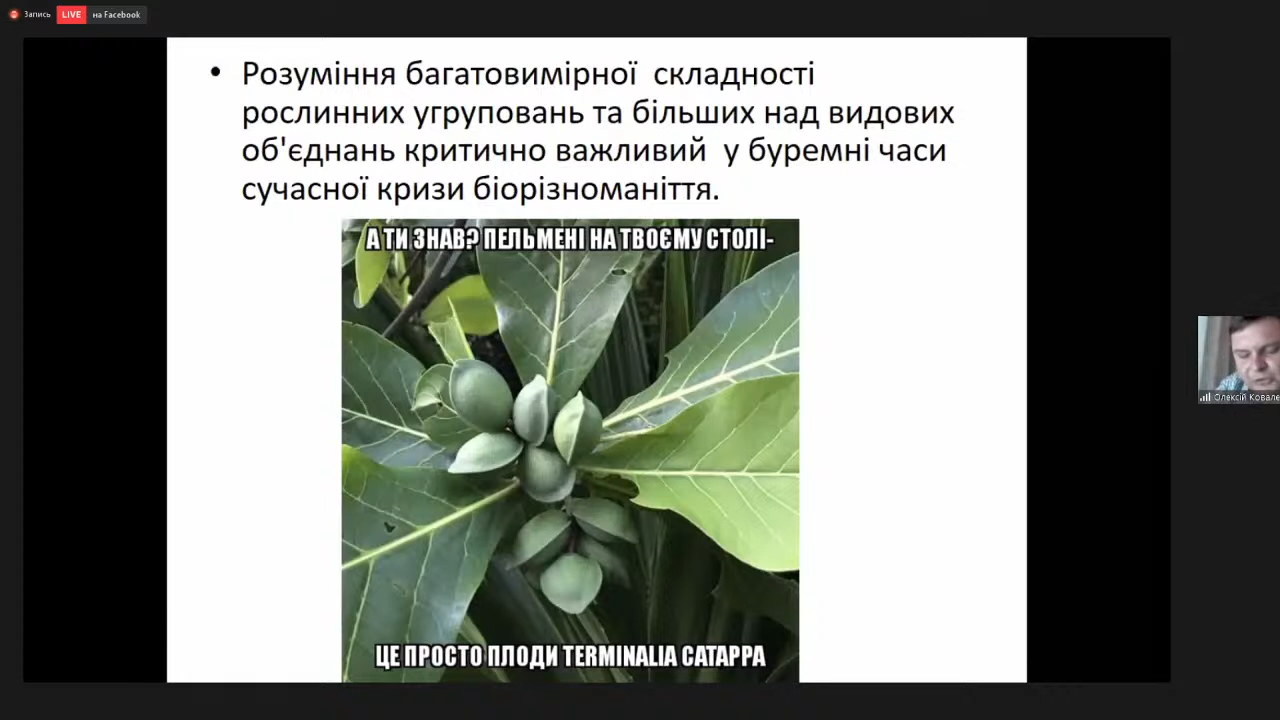 Запись
LIVE на Facebook
• Розуміння багатовимірної складності
рослинних угруповань та більших над видових
об'єднань критично важливий у буремні часи
сучасної кризи біорізноманіття.
А ТИ ЗНАВ? ПЕЛЬМЕНІ НА ТВОЄМУ СТОЛІ-
ЦЕ ПРОСТО ПЛОДИ TERMINALIA CATAPPA
Олексій Ковале